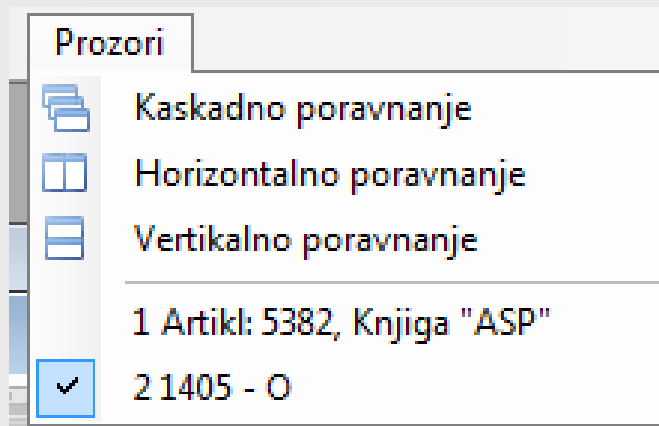 Prozori
Kaskadno poravnanje
Horizontalno poravnanje
Vertikalno poravnanje
1 Artikl: 5382, Knjiga "ASP"
2 1405 - O